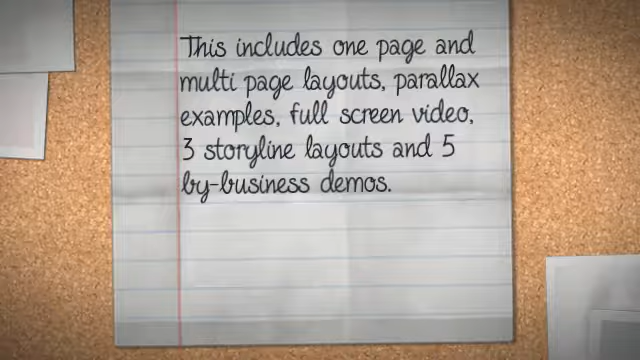 This includes one page and
multi page layouts, parallax
examples, full screen video,
3 storyline layouts and 5
by-business demos.